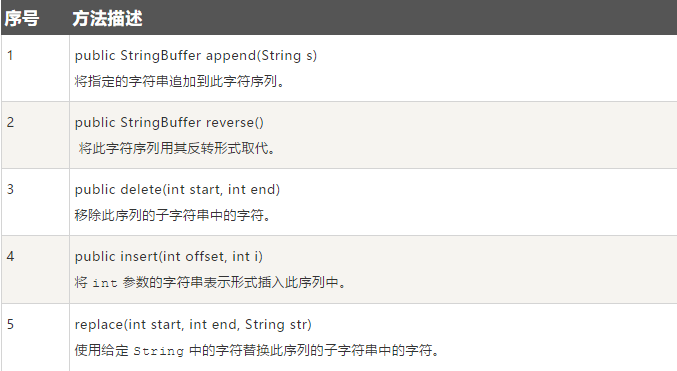 序号 方法描述
1 public StringBuffer append(String s)
将指定的字符串追加到此字符序列。
2 public StringBuffer reverse()
将此字符序列用其反转形式取代。
3 public delete(int start, int end)
移除此序列的子字符串中的字符。
4 public insert(int offset, int i)
将 int 参数的字符串表示形式插入此序列中。
5 replace(int start, int end, String str)
使用给定 String 中的字符替换此序列的子字符串中的字符。